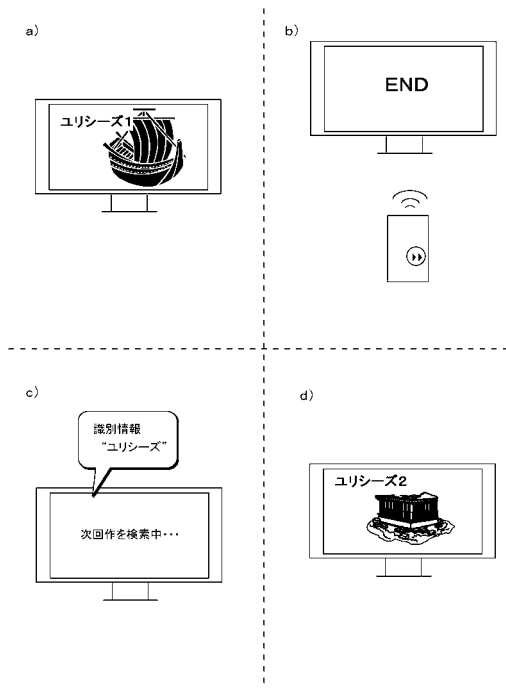 a)
ユリシーズ1
b)
END
c)
識別情報
“ユリシーズ”
次回作を検索中・・・
d)
ユリシーズ2